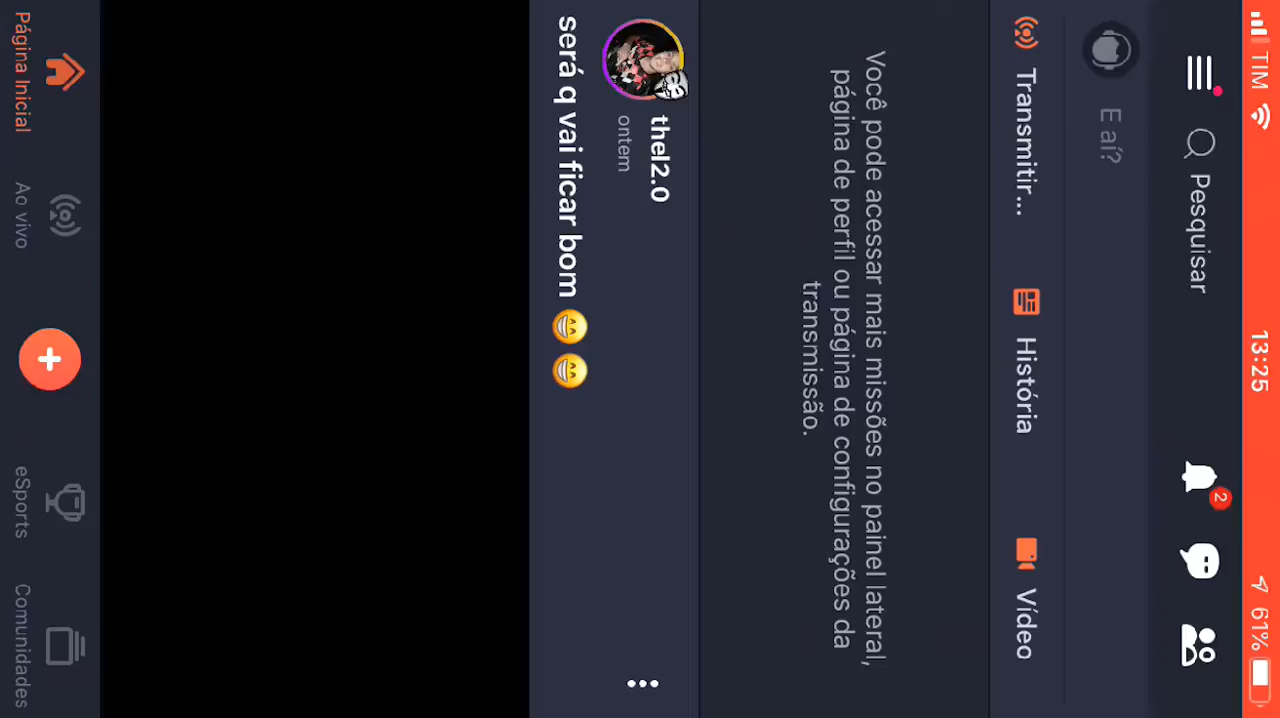 TIM 13:25 61%
Pesquisar 2
E aí?
Transmitir... História Vídeo
Você pode acessar mais missões no painel lateral,
página de perfil ou página de configurações da
transmissão.
thel2.0
ontem
será q vai ficar bom 😁😁
Página Inicial Ao vivo eSports Comunidades